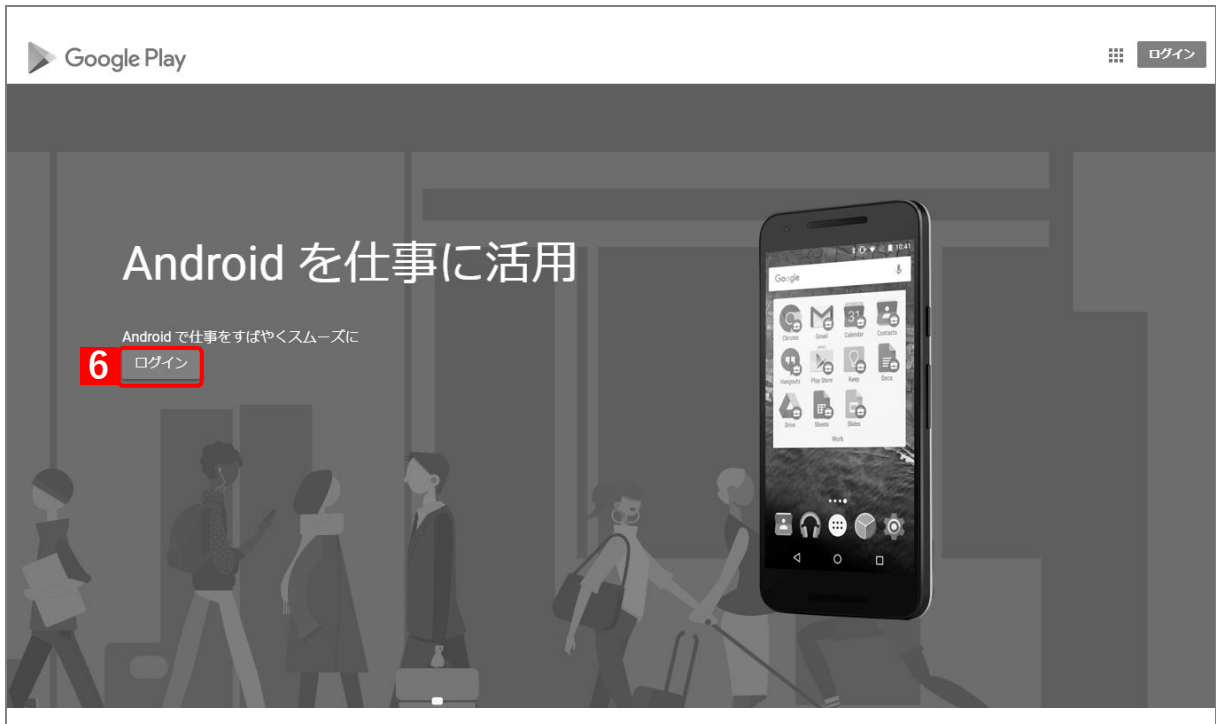 Google Play
ログイン
Android を仕事に活用
Android で仕事をすばやくスムーズに
6 ログイン
10:41
Google
Chrome Gmail Calendar Contacts
Hangouts Play Store Keep Docs
Drive Sheets Slides
Work